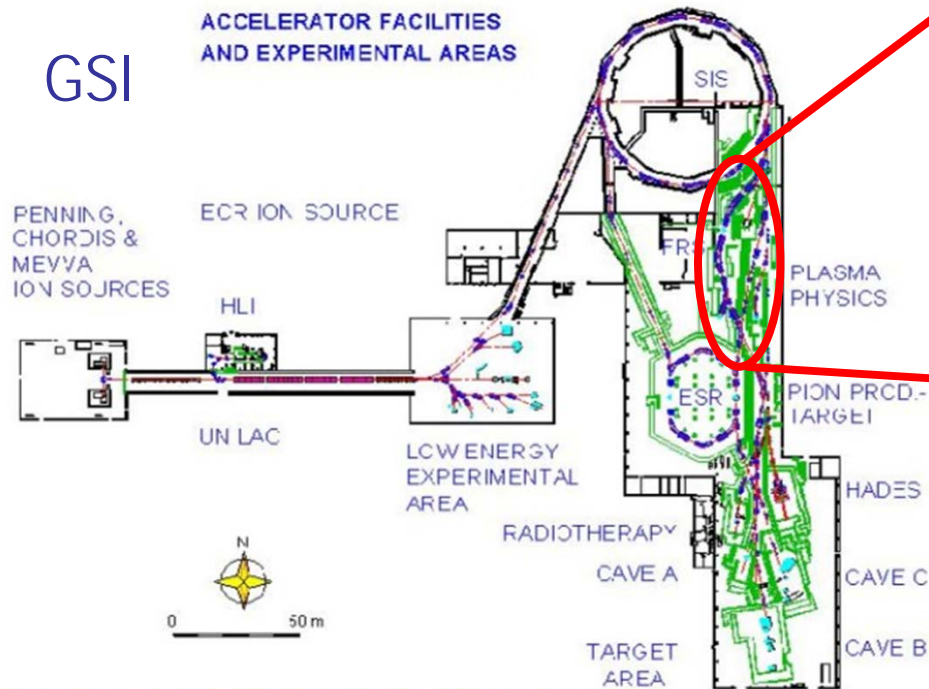 ACCELERATOR FACILITIES
AND EXPERIMENTAL AREAS
GSI
SIS
PENNING,
CHORDIS &
MEVVA
ION SOURCES
ECR ION SOURCE
FRS
PLASMA
PHYSICS
HLI
ESR
PION PROD.-
TARGET
UNILAC
LOW ENERGY
EXPERIMENTAL
AREA
HADES
RADIOTHERAPY
N
CAVE A
CAVE C
0 50 m
TARGET
AREA
CAVE B